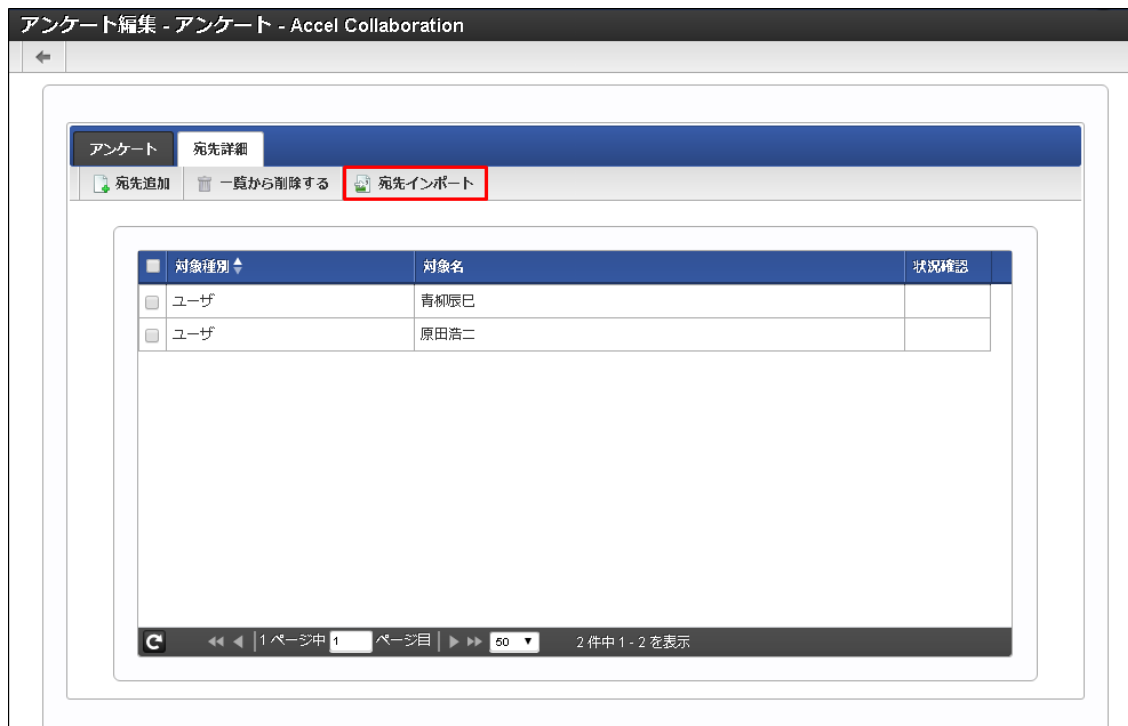 アンケート編集 - アンケート - Accel Collaboration
アンケート 宛先詳細
宛先追加 一覧から削除する 宛先インポート
対象種別 対象名 状況確認
ユーザ 青柳辰巳
ユーザ 原田浩二
1 ページ中 1 ページ目 50 2 件中 1 - 2 を表示